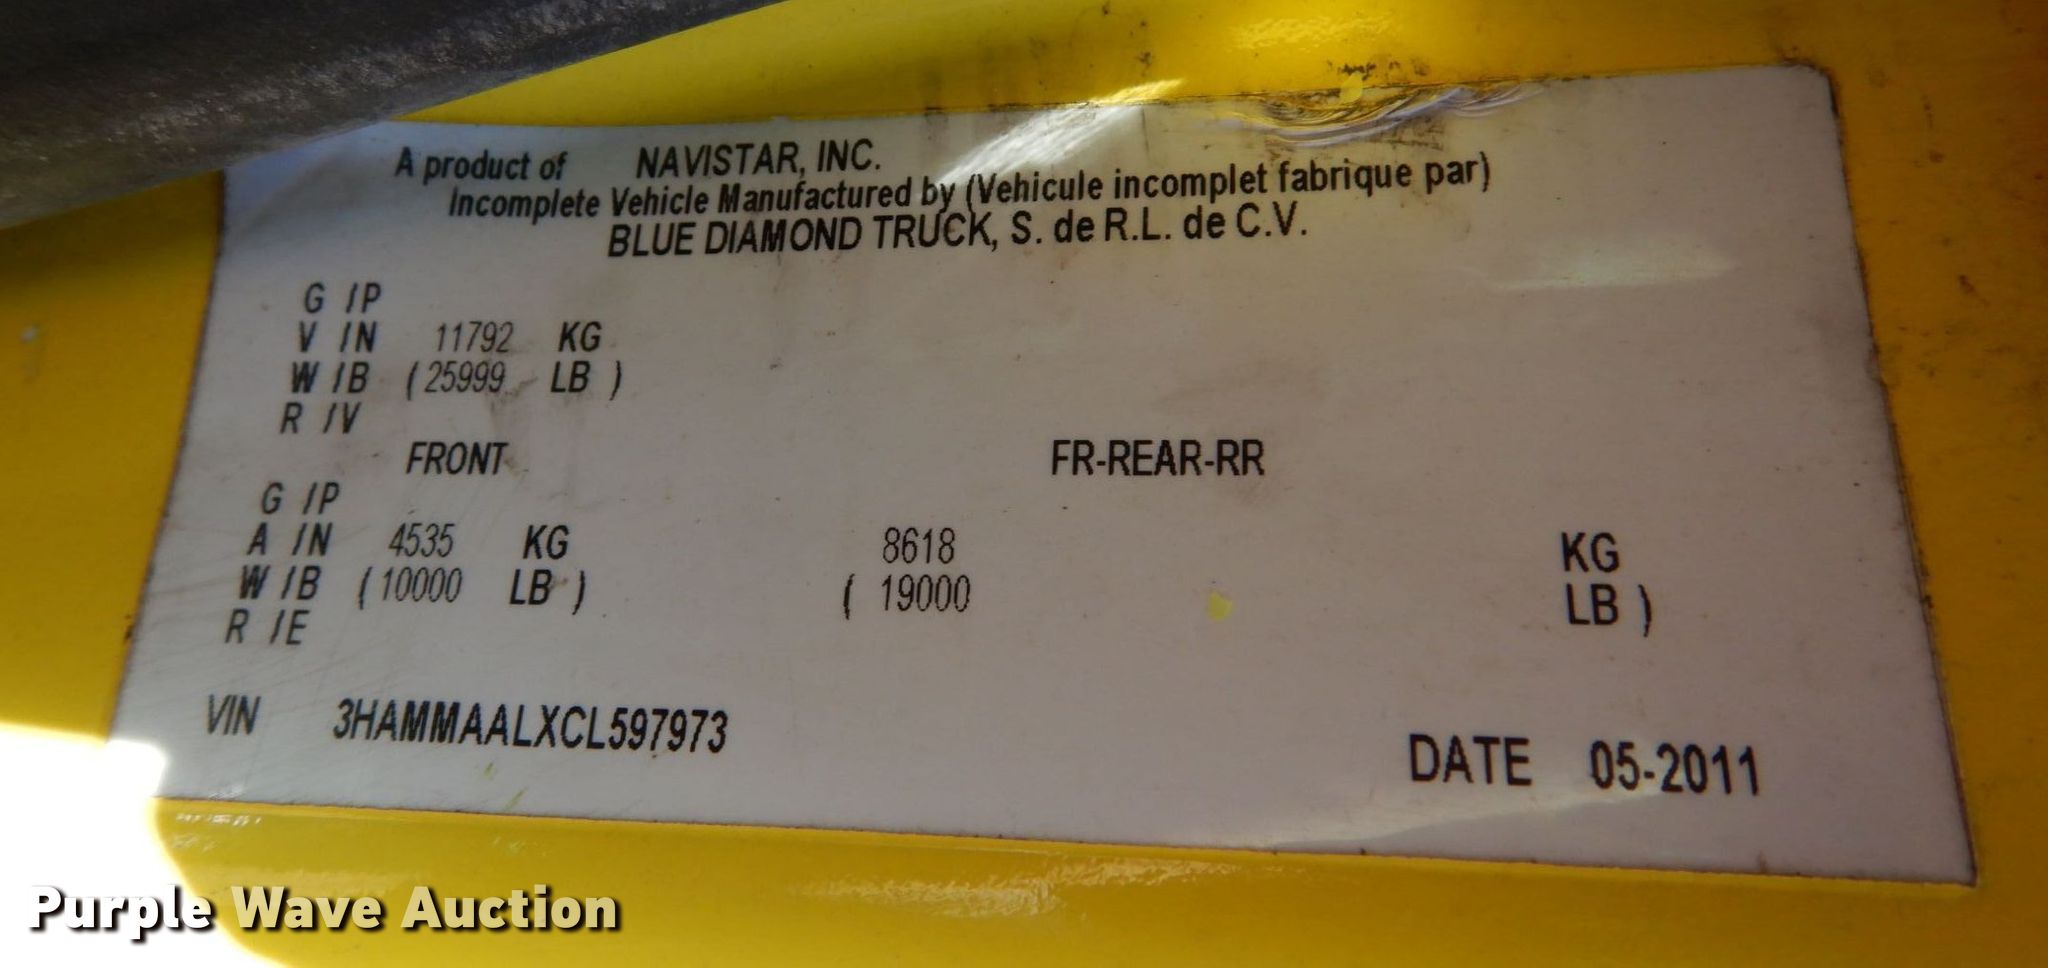 A product of NAVISTAR, INC.
Incomplete Vehicle Manufactured by (Vehicule incomplet fabrique par)
BLUE DIAMOND TRUCK, S. de R.L. de C.V.
G /P
V /N 11792 KG
W /B (25999 LB )
R /V
FRONT FR-REAR-RR
G /P
A /N 4535 KG 8618 KG
W /B (10000 LB ) ( 19000 LB )
R /E
VIN 3HAMMAALXCL597973
DATE 05-2011
Purple Wave Auction